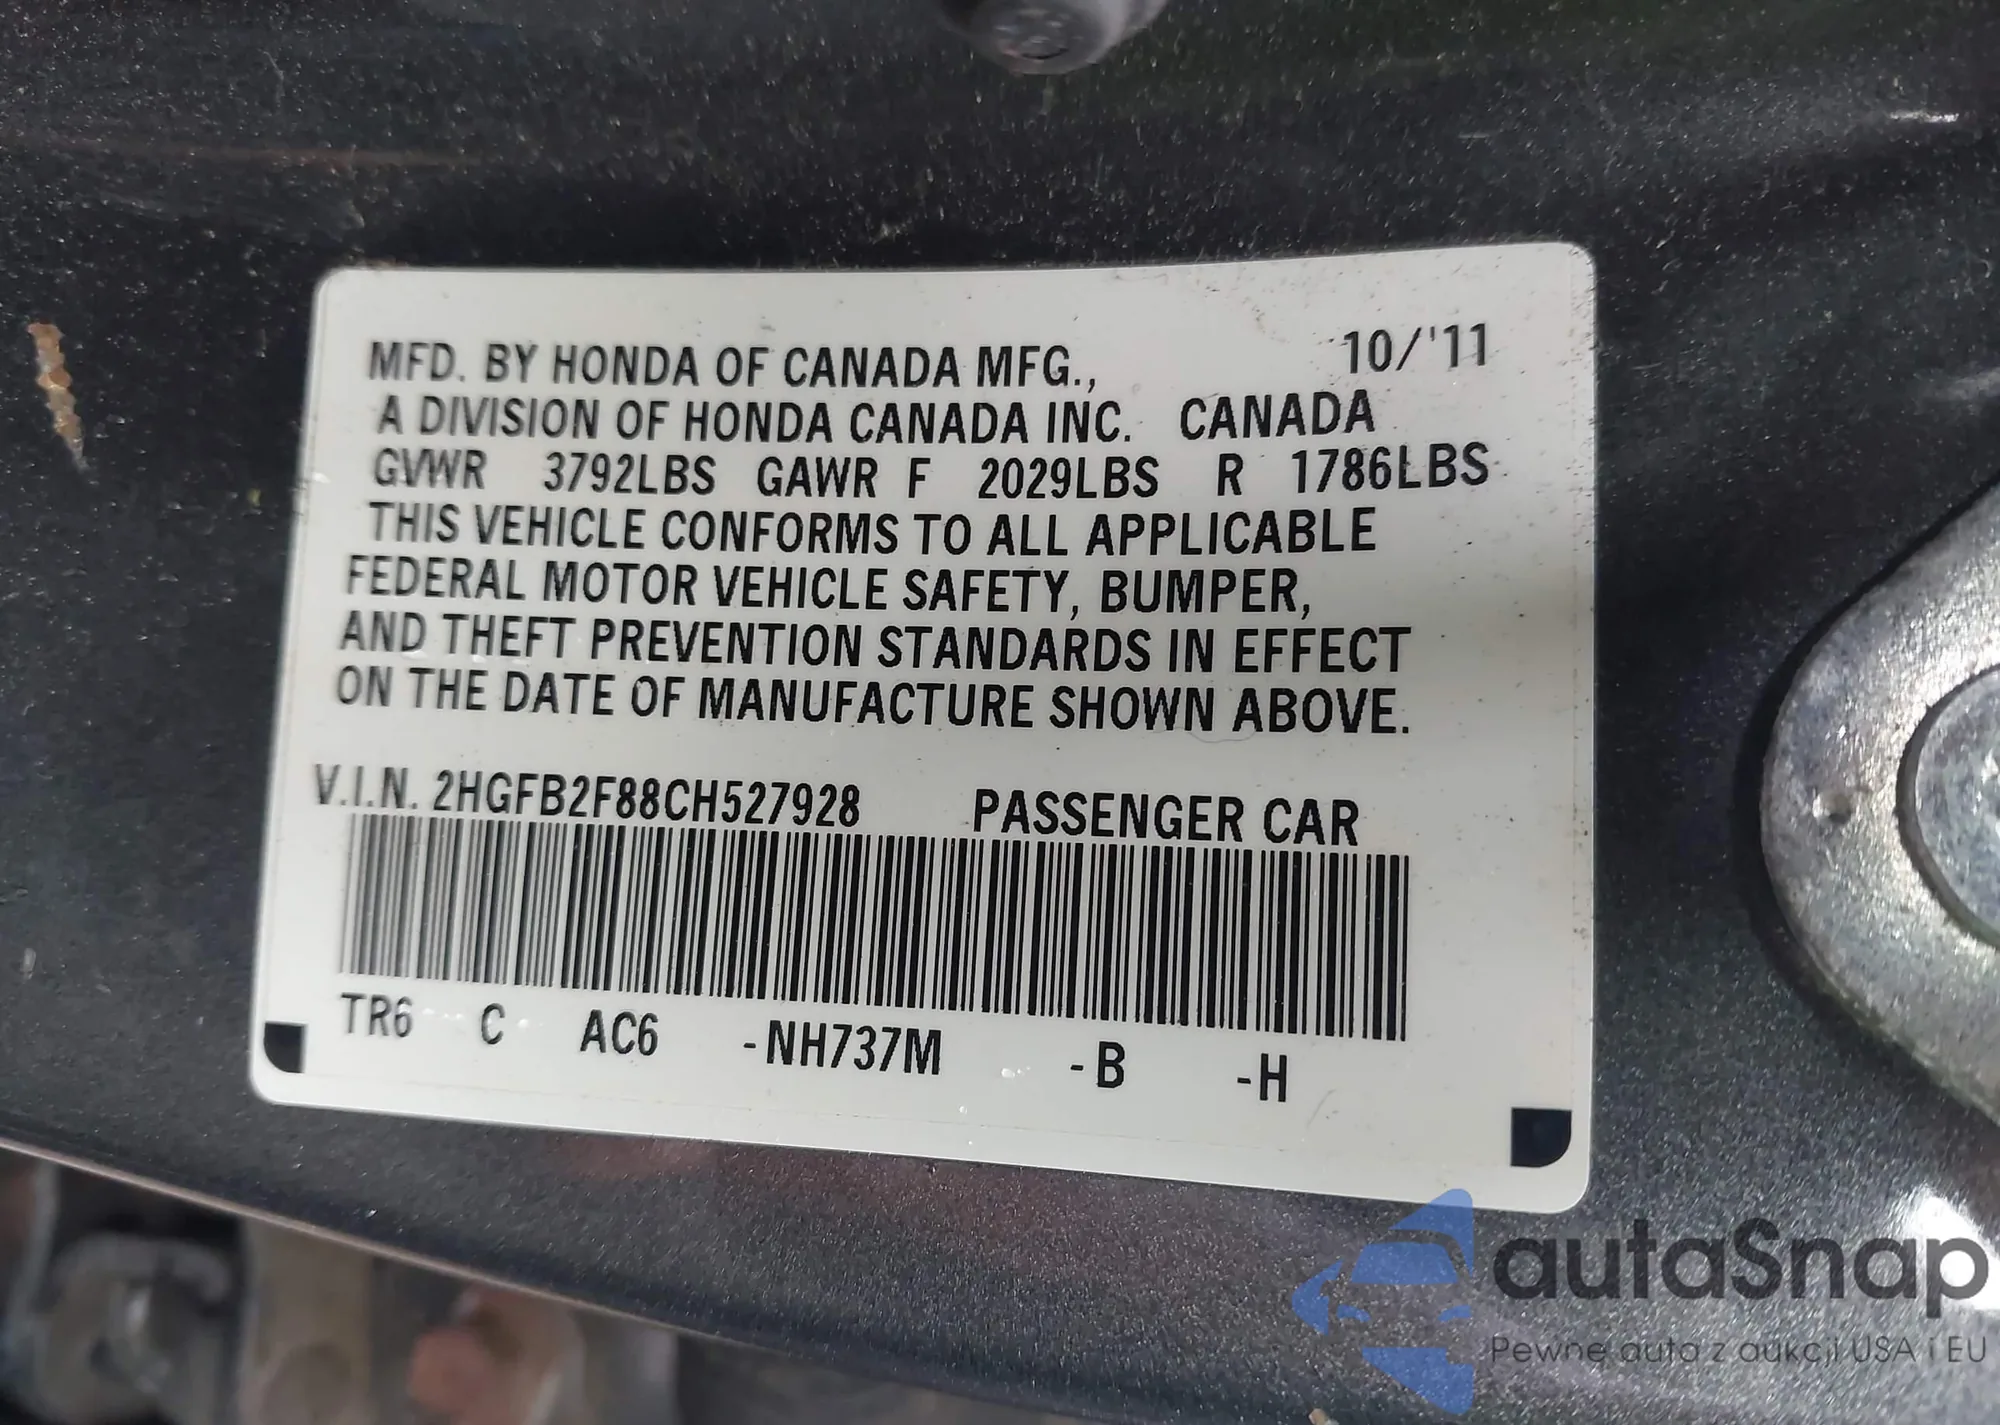 MFD. BY HONDA OF CANADA MFG., 10/'11
A DIVISION OF HONDA CANADA INC. CANADA
GVWR 3792LBS GAWR F 2029LBS R 1786LBS
THIS VEHICLE CONFORMS TO ALL APPLICABLE
FEDERAL MOTOR VEHICLE SAFETY, BUMPER,
AND THEFT PREVENTION STANDARDS IN EFFECT
ON THE DATE OF MANUFACTURE SHOWN ABOVE.
V.I.N. 2HGFB2F88CH527928 PASSENGER CAR
TR6 C AC6 -NH737M -B -H
autaSnap
Pewne auta z aukcji USA i EU